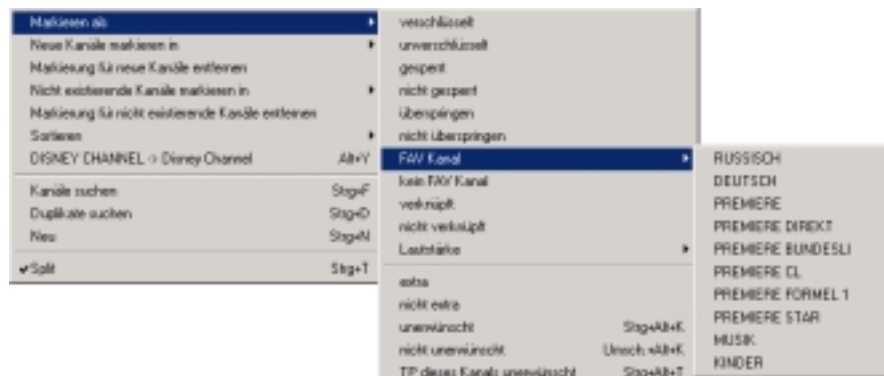 Markieren als
Neue Kanäle markieren in
Markierung für neue Kanäle entfernen
Nicht existierende Kanäle markieren in
Markierung für nicht existierende Kanäle entfernen
Sortieren
DISNEY CHANNEL -> Disney Channel Alt+Y
Kanäle suchen Strg+F
Duplikate suchen Strg+D
Neu Strg+N
Split Strg+T
verschlüsselt
unverschlüsselt
gesperrt
nicht gesperrt
überspringen
nicht überspringen
FAV Kanal
kein FAV Kanal
verknüpft
nicht verknüpft
Lautstärke
extra
nicht extra
unerwünscht Strg+Alt+K
nicht unerwünscht Umsch.+Alt+K
TP dieses Kanals unerwünscht Strg+Alt+T
RUSSISCH
DEUTSCH
PREMIERE
PREMIERE DIREKT
PREMIERE BUNDESLI
PREMIERE CL
PREMIERE FORMEL 1
PREMIERE STAR
MUSIK
KINDER